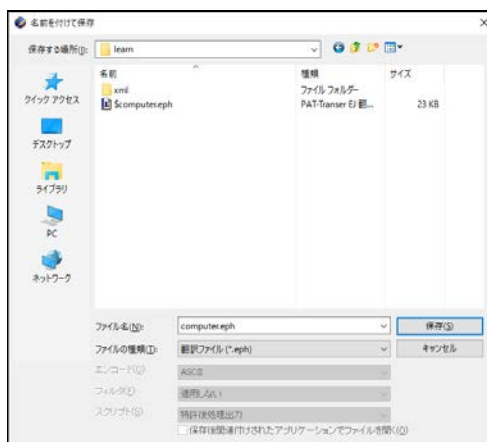 名前を付けて保存
保存する場所(I):
learn
名前
種類
サイズ
xml
ファイル フォルダー
$computer.eph
PAT-Transer EJ 翻...
23 KB
クイック アクセス
デスクトップ
ライブラリ
PC
ネットワーク
ファイル名(N):
computer.eph
保存(S)
ファイルの種類(T):
翻訳ファイル (*.eph)
キャンセル
エンコード(O)
ASCII
フィルタ(F)
適用しない
スクリプト(S)
特許後処理出力
保存後関連付けされたアプリケーションでファイルを開く(O)